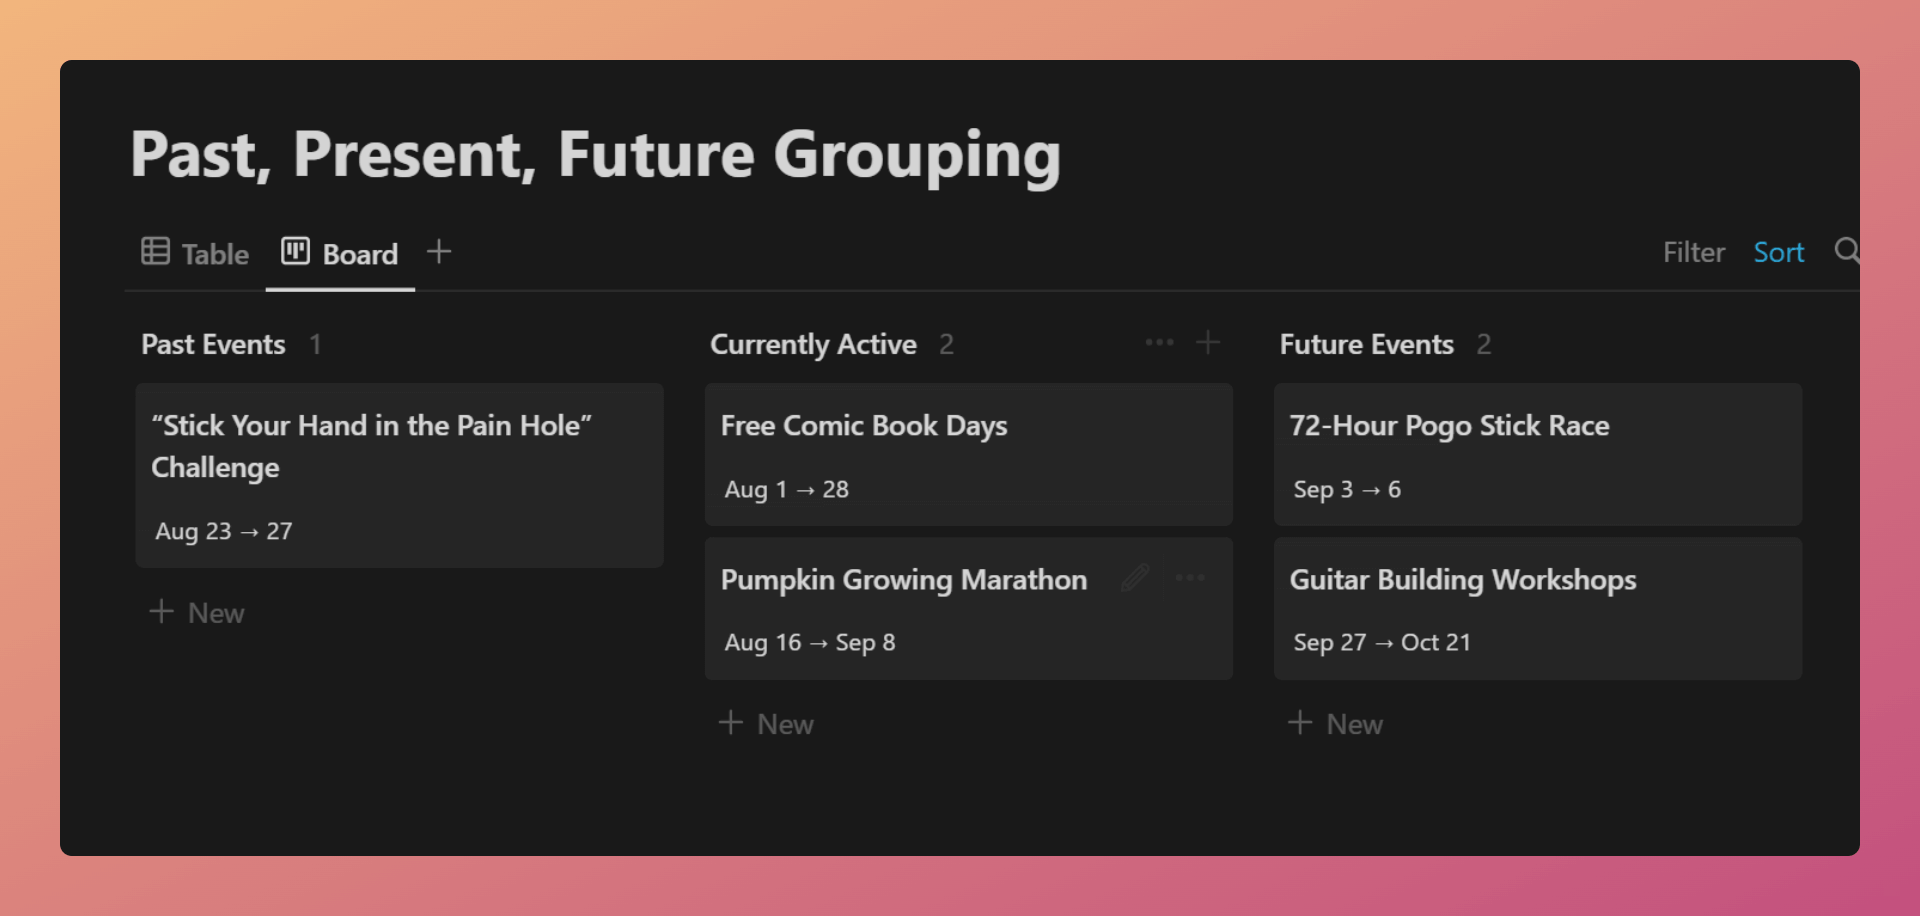 Past, Present, Future Grouping
Table Board
Filter Sort
Past Events 1
“Stick Your Hand in the Pain Hole”
Challenge
Aug 23 → 27
New
Currently Active 2
Free Comic Book Days
Aug 1 → 28
Pumpkin Growing Marathon
Aug 16 → Sep 8
New
Future Events 2
72-Hour Pogo Stick Race
Sep 3 → 6
Guitar Building Workshops
Sep 27 → Oct 21
New